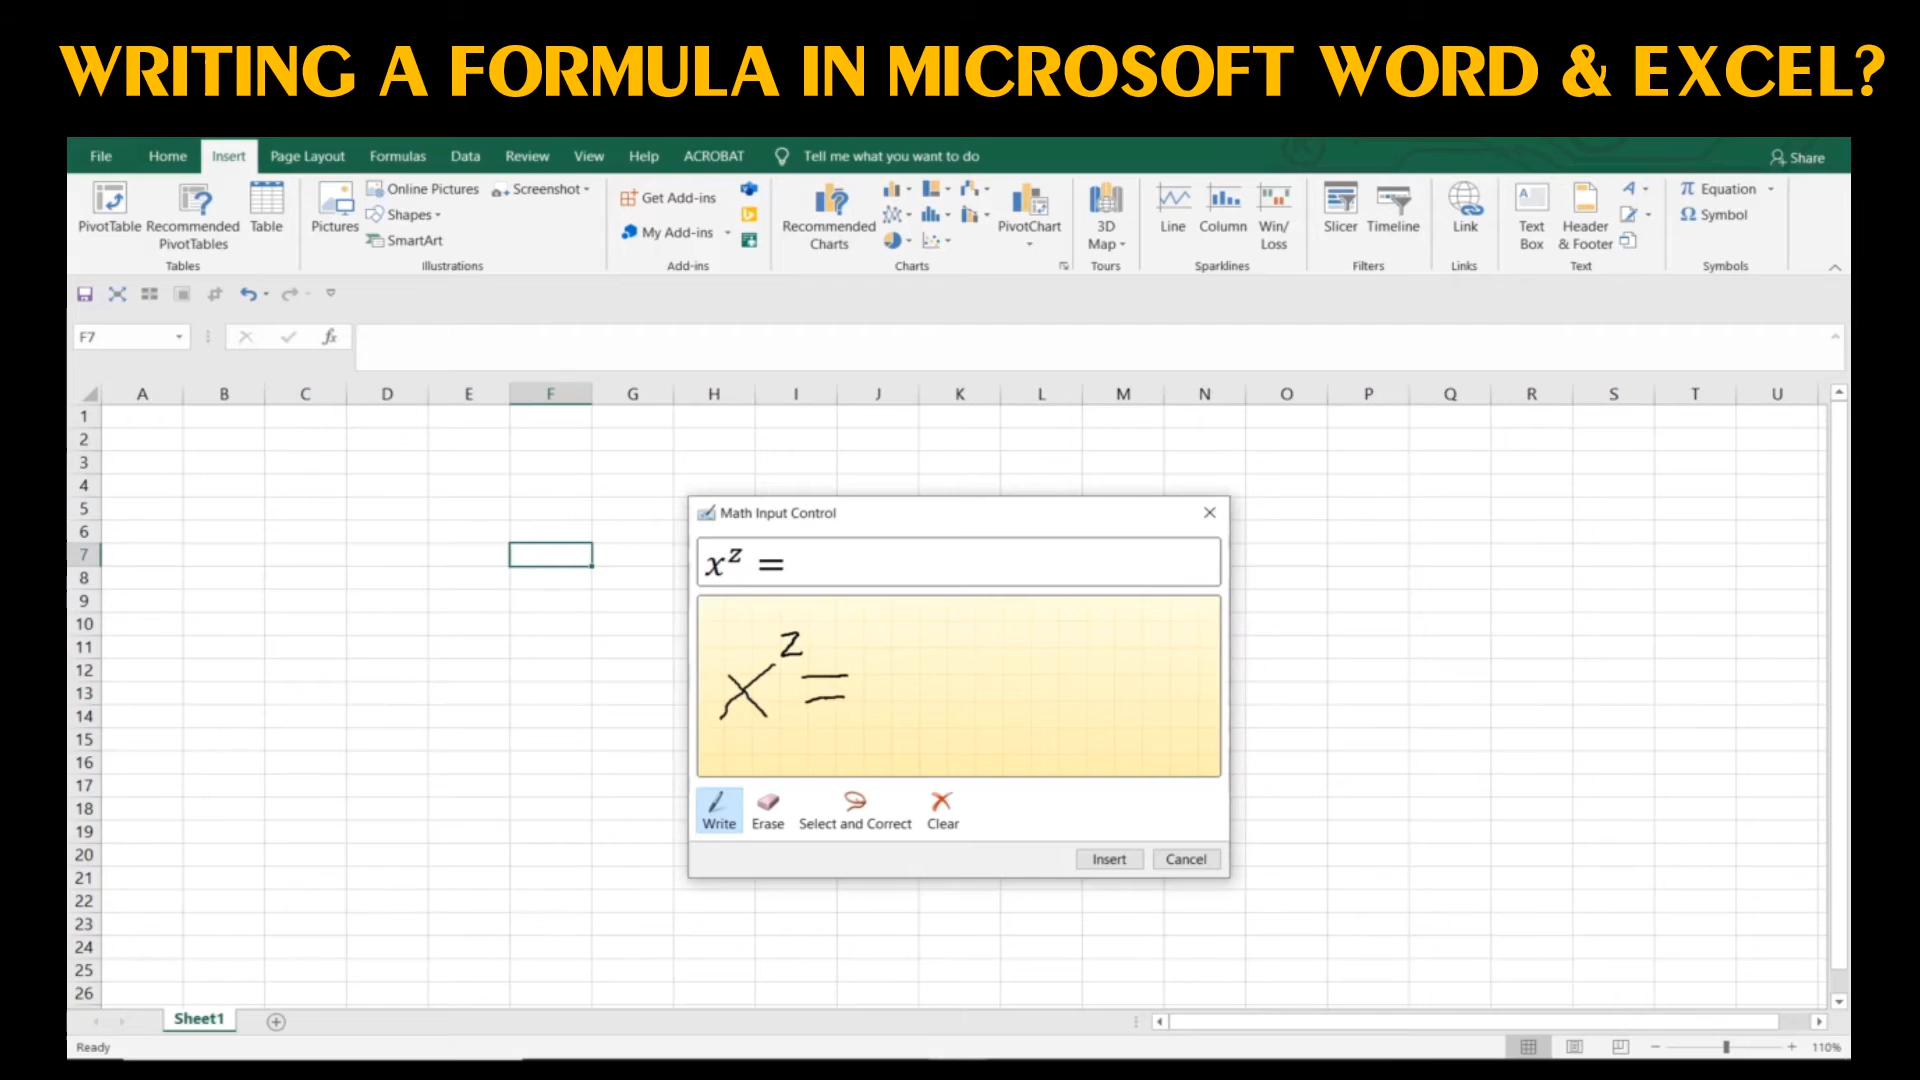 WRITING A FORMULA IN MICROSOFT WORD & EXCEL?
File Home Insert Page Layout Formulas Data Review View Help ACROBAT Tell me what you want to do Share
PivotTable Recommended PivotTables Table
Tables
Pictures Online Pictures Shapes SmartArt Screenshot
Illustrations
Get Add-ins
My Add-ins
Add-ins
Recommended Charts PivotChart
Charts
3D Map
Tours
Line Column Win/Loss
Sparklines
Slicer Timeline
Filters
Link
Links
Text Box Header & Footer
Text
π Equation
Ω Symbol
Symbols
F7 fx
A B C D E F G H I J K L M N O P Q R S T U
1
2
3
4
5
6
7
8
9
10
11
12
13
14
15
16
17
18
19
20
21
22
23
24
25
26
Math Input Control
x^z =
x^2 =
Write Erase Select and Correct Clear
Insert Cancel
Sheet1
Ready 110%